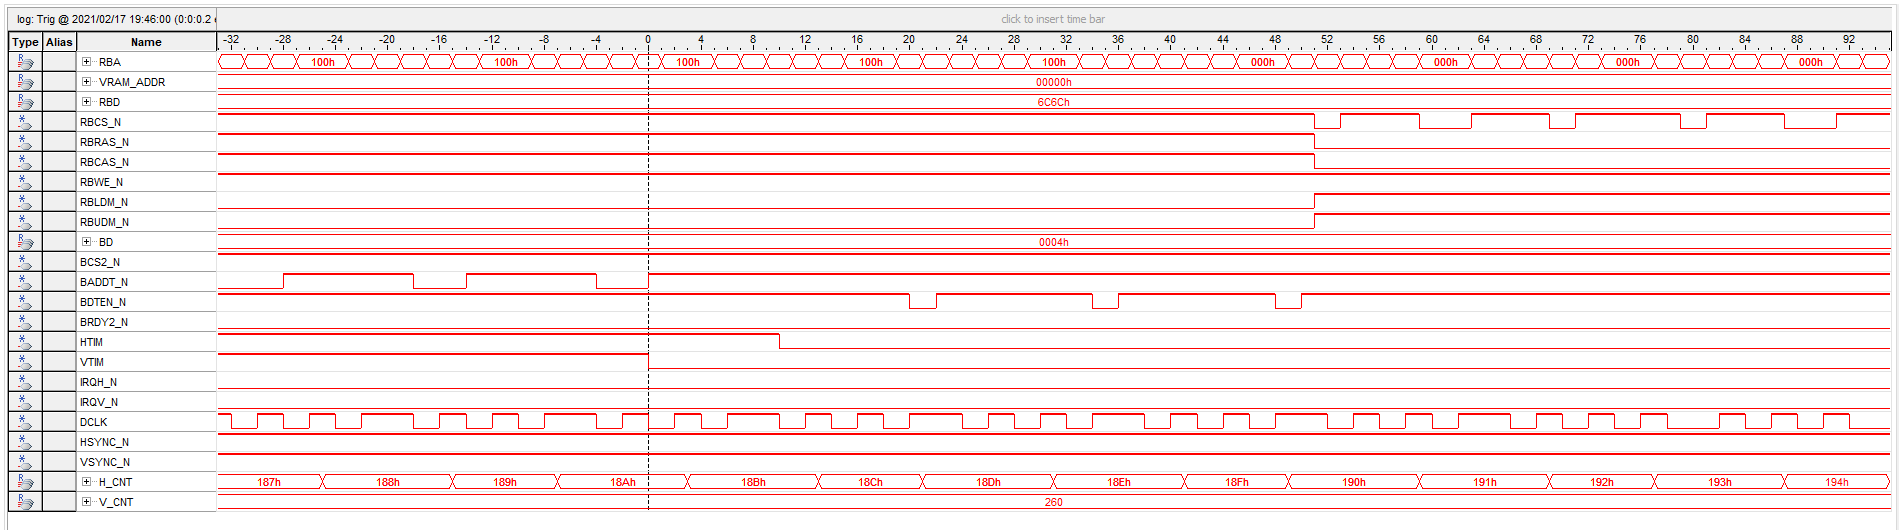 log: Trig @ 2021/02/17 19:46:00 (0:0:0.2 click to insert time bar
Type Alias Name -32 -28 -24 -20 -16 -12 -8 -4 0 4 8 12 16 20 24 28 32 36 40 44 48 52 56 60 64 68 72 76 80 84 88 92
RBA 100h 100h 100h 100h 100h 000h 000h 000h 000h
VRAM_ADDR 00000h
RBD 6C6Ch
RBCS_N
RBRAS_N
RBCAS_N
RBWE_N
RBLDM_N
RBUDM_N
BD 0004h
BCS2_N
BADDT_N
BDTEN_N
BRDY2_N
HTIM
VTIM
IRQH_N
IRQV_N
DCLK
HSYNC_N
VSYNC_N
H_CNT 187h 188h 189h 18Ah 18Bh 18Ch 18Dh 18Eh 18Fh 190h 191h 192h 193h 194h
V_CNT 260